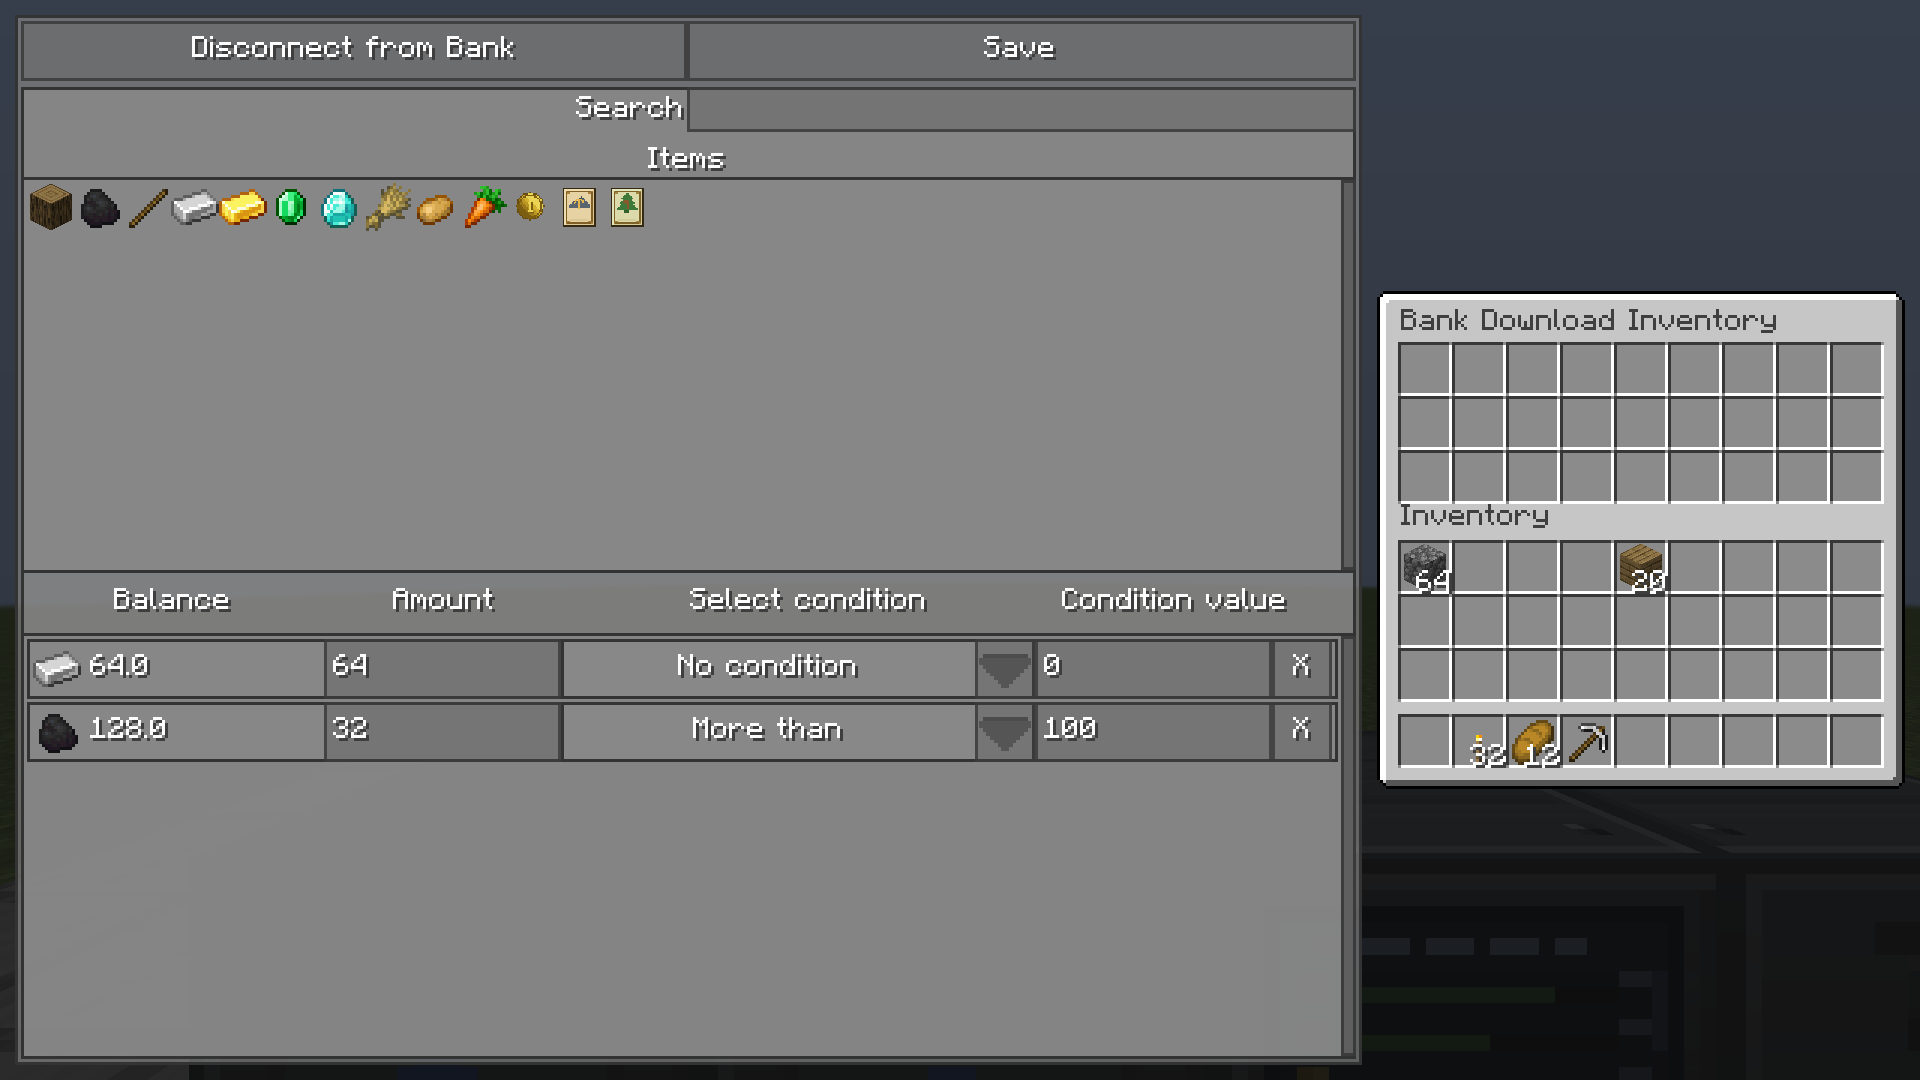 Disconnect from Bank
Save
Search
Items
1
Balance Amount Select condition Condition value
64.0 64 No condition 0 X
128.0 32 More than 100 X
Bank Download Inventory
Inventory
64 20
32 12